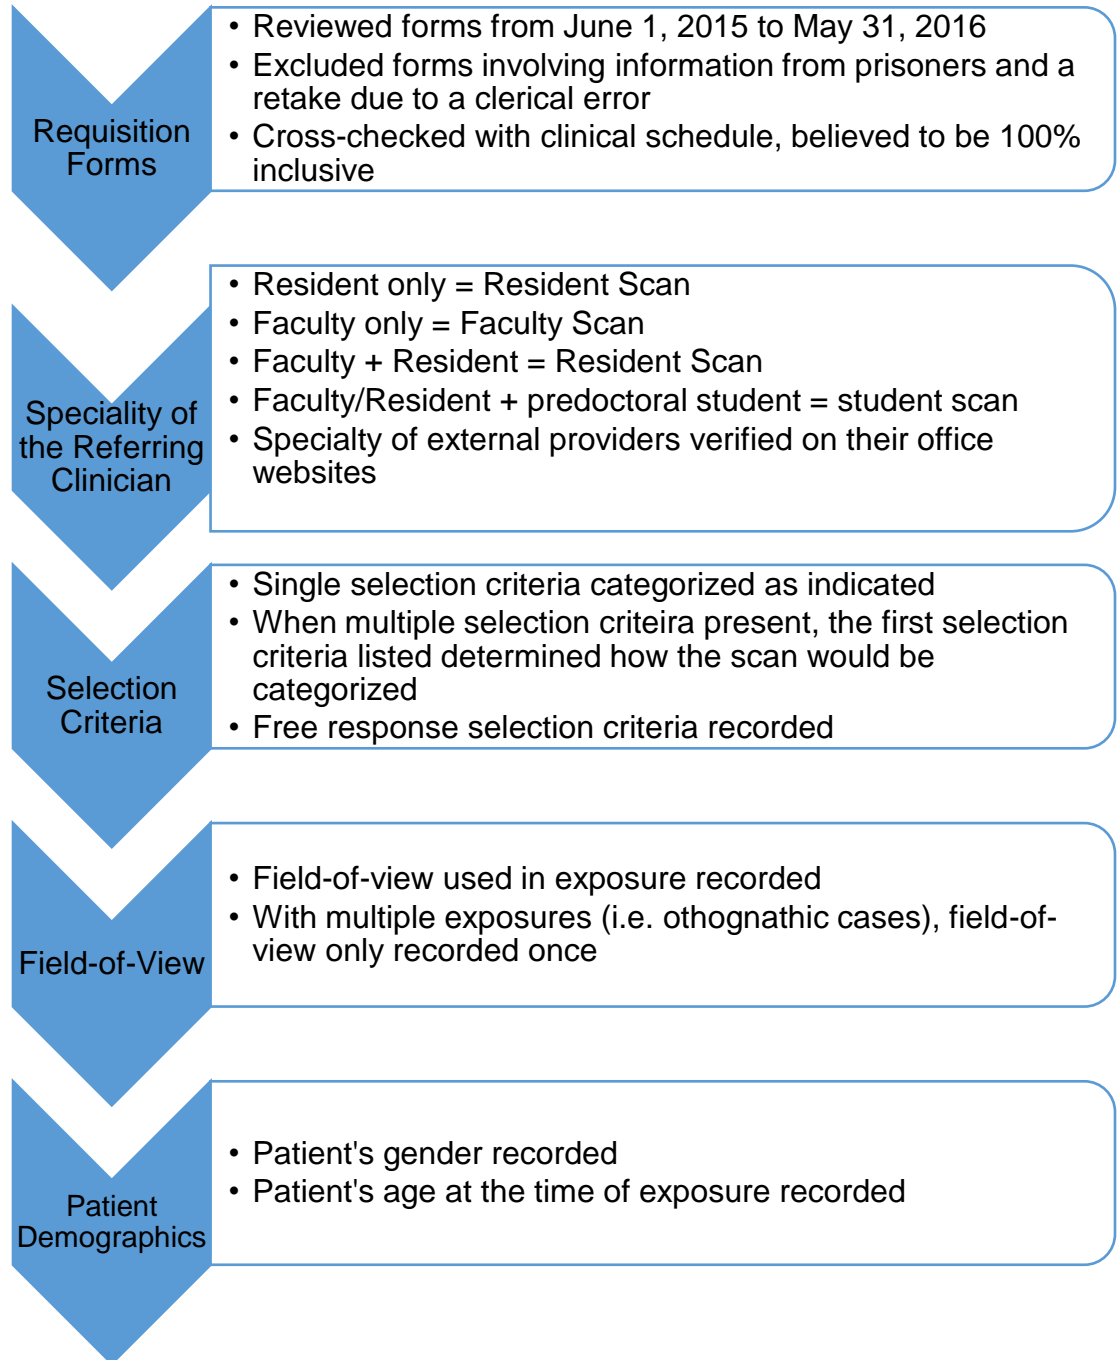 Requisition
Forms
• Reviewed forms from June 1, 2015 to May 31, 2016
• Excluded forms involving information from prisoners and a
retake due to a clerical error
• Cross-checked with clinical schedule, believed to be 100%
inclusive
Speciality of
the Referring
Clinician
• Resident only = Resident Scan
• Faculty only = Faculty Scan
• Faculty + Resident = Resident Scan
• Faculty/Resident + predoctoral student = student scan
• Specialty of external providers verified on their office
websites
Selection
Criteria
• Single selection criteria categorized as indicated
• When multiple selection criteira present, the first selection
criteria listed determined how the scan would be
categorized
• Free response selection criteria recorded
Field-of-View
• Field-of-view used in exposure recorded
• With multiple exposures (i.e. othognathic cases), field-of-
view only recorded once
Patient
Demographics
• Patient's gender recorded
• Patient's age at the time of exposure recorded